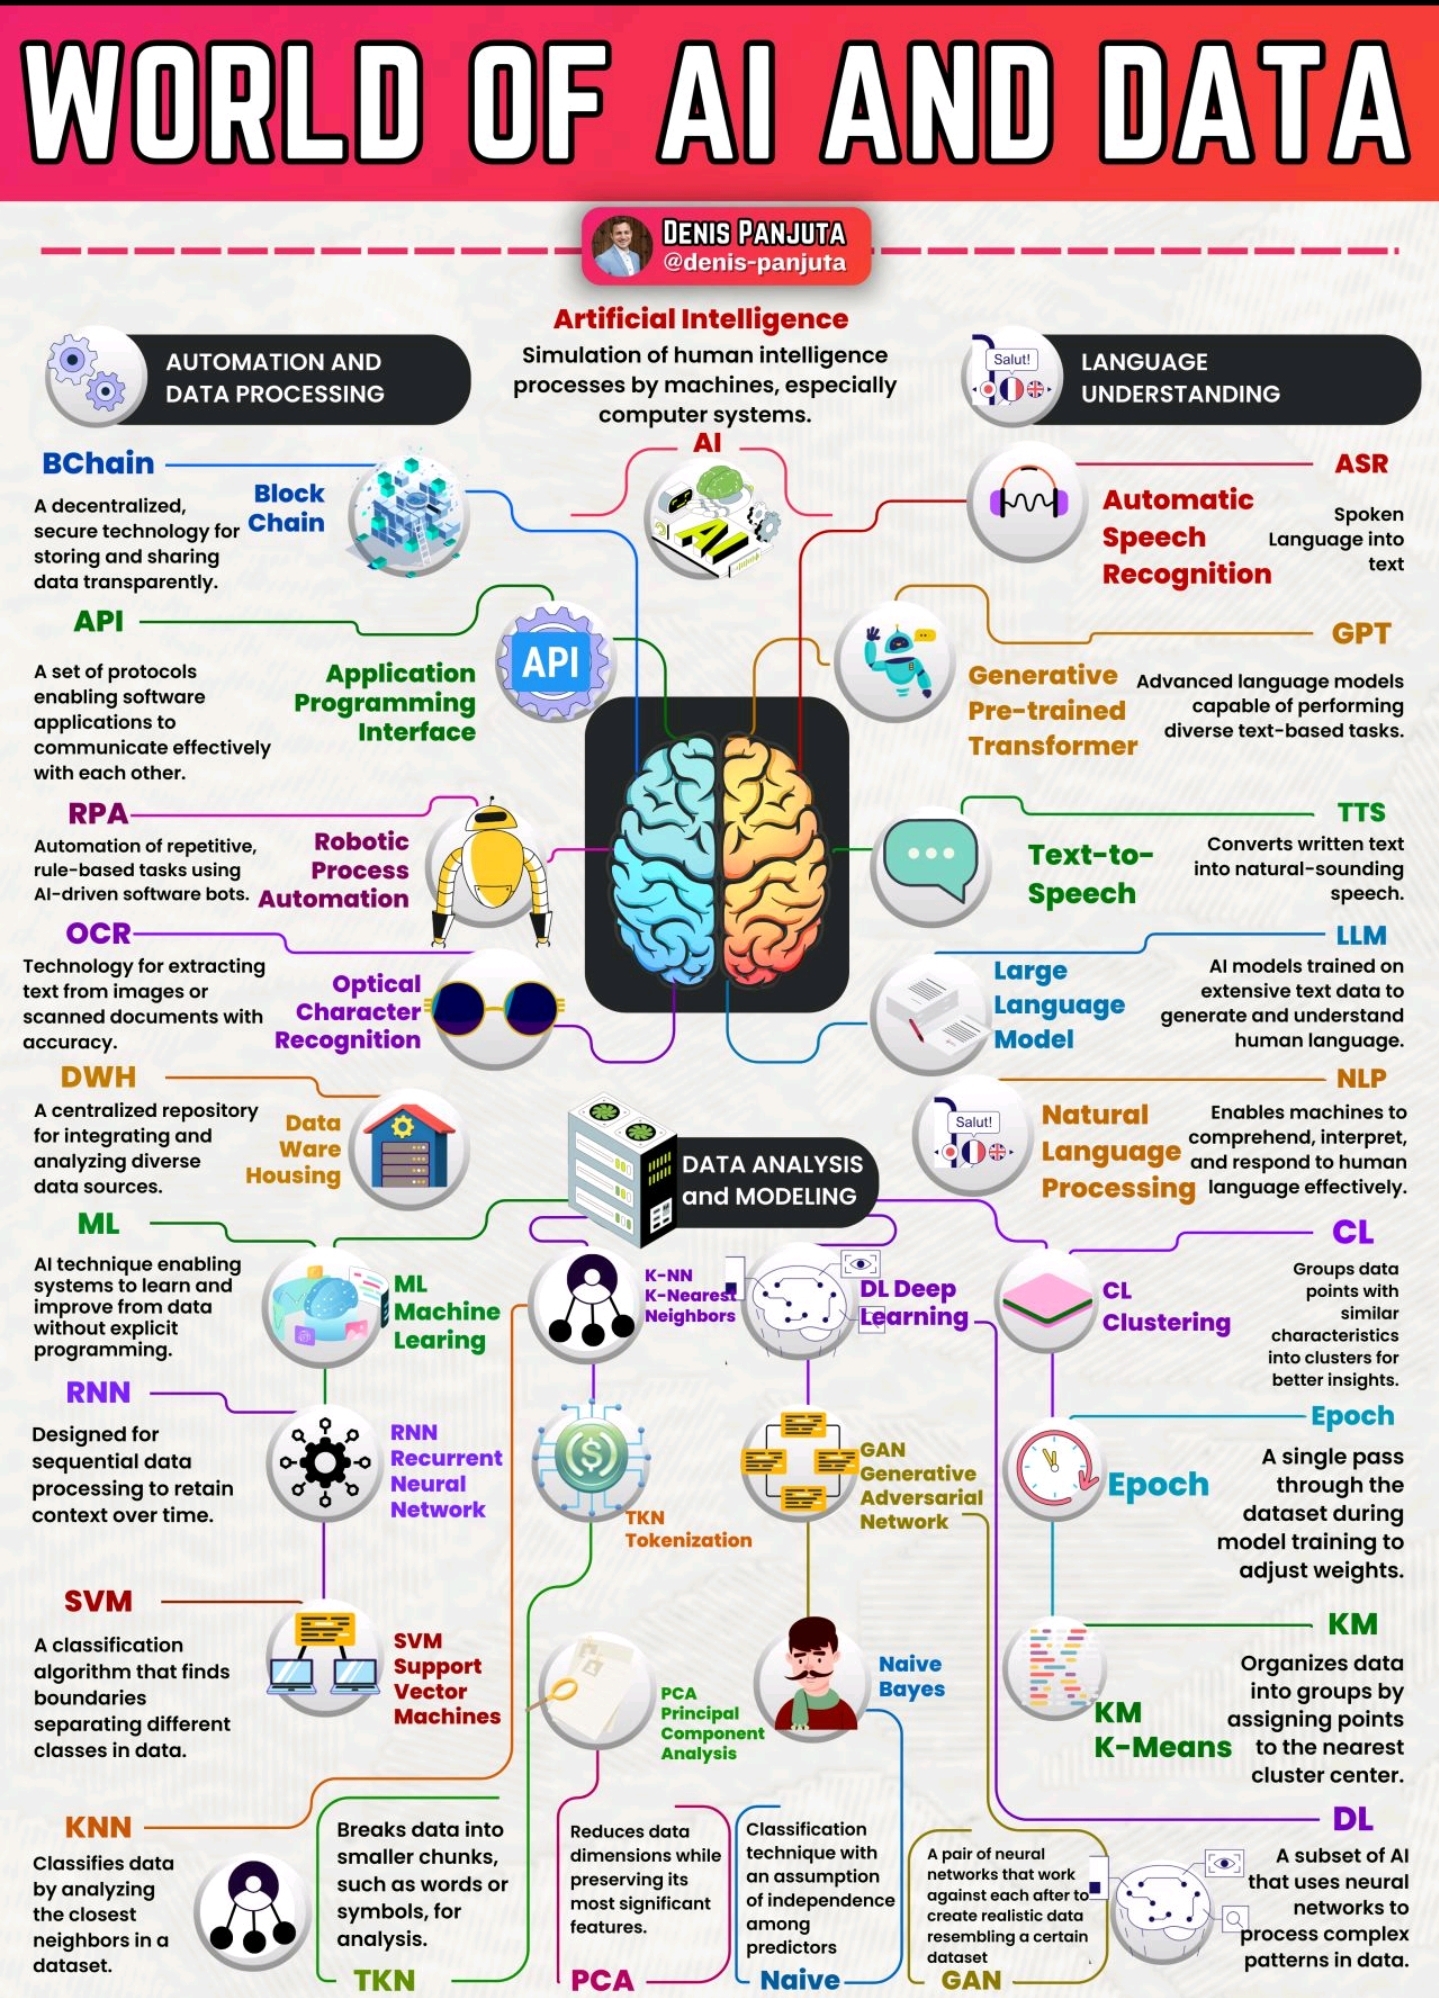 WORLD OF AI AND DATA
DENIS PANJUTA
@denis-panjuta
Artificial Intelligence
Simulation of human intelligence
processes by machines, especially
computer systems.
AI
AI
AUTOMATION AND
DATA PROCESSING
BChain
Block
Chain
A decentralized,
secure technology for
storing and sharing
data transparently.
API
Application
Programming
Interface
API
A set of protocols
enabling software
applications to
communicate effectively
with each other.
RPA
Robotic
Process
Automation
Automation of repetitive,
rule-based tasks using
AI-driven software bots.
OCR
Optical
Character
Recognition
Technology for extracting
text from images or
scanned documents with
accuracy.
DWH
Data
Ware
Housing
A centralized repository
for integrating and
analyzing diverse
data sources.
LANGUAGE
UNDERSTANDING
Salut!
ASR
Automatic
Speech
Recognition
Spoken
Language into
text
GPT
Generative
Pre-trained
Transformer
Advanced language models
capable of performing
diverse text-based tasks.
TTS
Text-to-
Speech
Converts written text
into natural-sounding
speech.
LLM
Large
Language
Model
AI models trained on
extensive text data to
generate and understand
human language.
NLP
Salut!
Natural
Language
Processing
Enables machines to
comprehend, interpret,
and respond to human
language effectively.
DATA ANALYSIS
and MODELING
ML
ML
Machine
Learing
AI technique enabling
systems to learn and
improve from data
without explicit
programming.
K-NN
K-Nearest
Neighbors
DL Deep
Learning
CL
CL
Clustering
Groups data
points with
similar
characteristics
into clusters for
better insights.
RNN
RNN
Recurrent
Neural
Network
Designed for
sequential data
processing to retain
context over time.
TKN
Tokenization
GAN
Generative
Adversarial
Network
Epoch
Epoch
A single pass
through the
dataset during
model training to
adjust weights.
SVM
SVM
Support
Vector
Machines
A classification
algorithm that finds
boundaries
separating different
classes in data.
PCA
Principal
Component
Analysis
Naive
Bayes
KM
KM
K-Means
Organizes data
into groups by
assigning points
to the nearest
cluster center.
KNN
Classifies data
by analyzing
the closest
neighbors in a
dataset.
Breaks data into
smaller chunks,
such as words or
symbols, for
analysis.
TKN
Reduces data
dimensions while
preserving its
most significant
features.
PCA
Classification
technique with
an assumption
of independence
among
predictors
Naive
A pair of neural
networks that work
against each after to
create realistic data
resembling a certain
dataset
GAN
DL
A subset of AI
that uses neural
networks to
process complex
patterns in data.